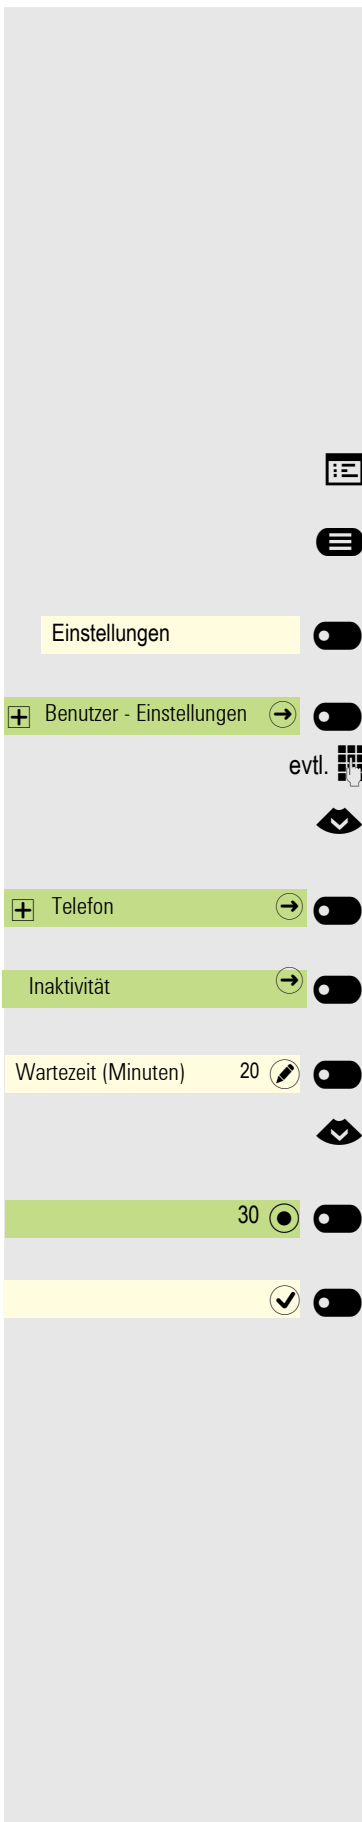 Einstellungen
Benutzer - Einstellungen
evtl.
Telefon
Inaktivität
Wartezeit (Minuten) 20
30